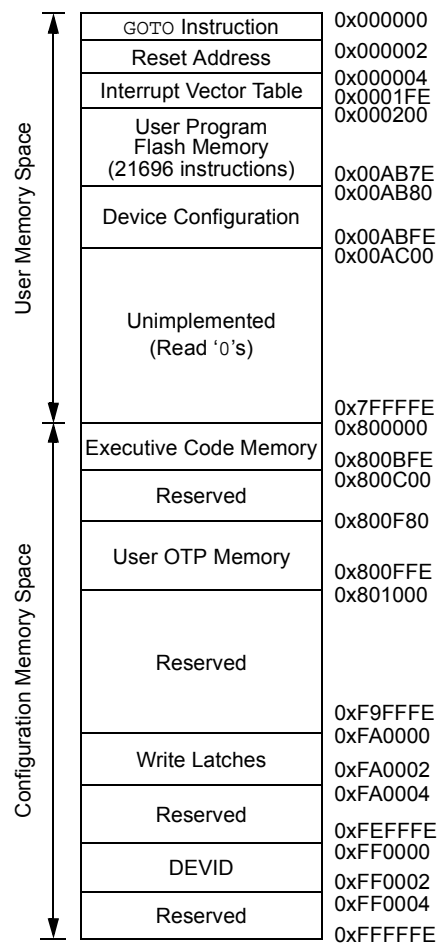 GOTO Instruction
0x000000
Reset Address
0x000002
Interrupt Vector Table
0x000004
0x0001FE
User Program
Flash Memory
(21696 instructions)
0x000200
0x00AB7E
Device Configuration
0x00AB80
0x00ABFE
Unimplemented
(Read ‘0’s)
0x00AC00
0x7FFFFE
User Memory Space
Executive Code Memory
0x800000
0x800BFE
Reserved
0x800C00
User OTP Memory
0x800F80
0x800FFE
Reserved
0x801000
0xF9FFFE
Write Latches
0xFA0000
0xFA0002
Reserved
0xFA0004
0xFEFFFE
DEVID
0xFF0000
0xFF0002
Reserved
0xFF0004
0xFFFFFE
Configuration Memory Space